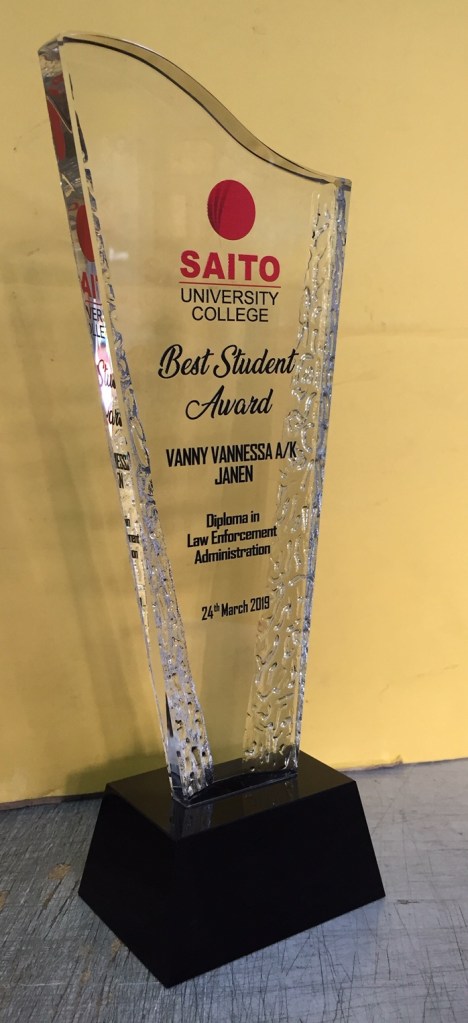 SAITO
UNIVERSITY
COLLEGE
Best Student
Award
VANNY VANNESSA A/K
JANEN
Diploma in
Law Enforcement
Administration
24th March 2019